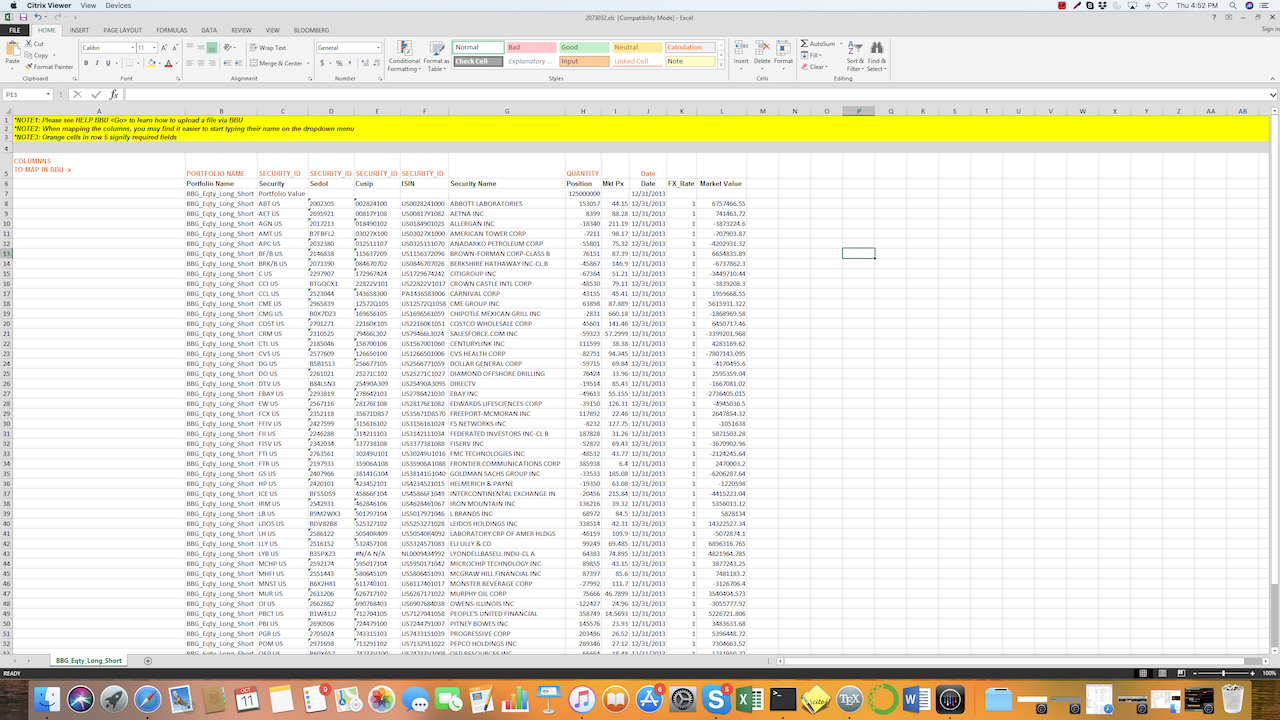 Citrix Viewer View Devices
Thu 4:52 PM
2073032.xls [Compatibility Mode] - Excel
FILE HOME INSERT PAGE LAYOUT FORMULAS DATA REVIEW VIEW BLOOMBERG
Sign in
Cut
Copy
Format Painter
Paste
Calibri 11
Wrap Text
Merge & Center
General
Conditional Formatting
Format as Table
Normal Bad Good Neutral Calculation
Check Cell Explanatory ... Input Linked Cell Note
Insert Delete Format
AutoSum
Fill
Clear
Sort & Filter
Find & Select
Clipboard Font Alignment Number Styles Cells Editing
P13
A B C D E F G H I J K L M N O P Q R S T U V W X Y Z AA AB
1 *NOTE1: Please see HELP BBU <Go> to learn how to upload a file via BBU
2 *NOTE2: When mapping the columns, you may find it easier to start typing their name on the dropdown menu
3 *NOTE3: Orange cells in row 5 signify required fields
4
COLUMNNS
5 TO MAP IN BBU → PORTFOLIO NAME SECURITY_ID SECURITY_ID SECURITY_ID SECURITY_ID QUANTITY Date
6 Portfolio Name Security Sedol Cusip ISIN Security Name Position Mkt Px Date FX_Rate Market Value
7 BBG_Eqty_Long_Short Portfolio Value 125000000 12/31/2013
8 BBG_Eqty_Long_Short ABT US 2002305 002824100 US0028241000 ABBOTT LABORATORIES 153057 44.15 12/31/2013 1 6757466.55
9 BBG_Eqty_Long_Short AET US 2695921 00817Y108 US00817Y1082 AETNA INC 8399 88.28 12/31/2013 1 741463.72
10 BBG_Eqty_Long_Short AGN US 2017213 018490102 US0184901025 ALLERGAN INC -18340 211.19 12/31/2013 1 -3873224.6
11 BBG_Eqty_Long_Short AMT US B7FBFL2 03027X100 US03027X1000 AMERICAN TOWER CORP -7211 98.17 12/31/2013 1 -707903.87
12 BBG_Eqty_Long_Short APC US 2032380 032511107 US0325111070 ANADARKO PETROLEUM CORP -55801 75.32 12/31/2013 1 -4202931.32
13 BBG_Eqty_Long_Short BF/B US 2146838 115637209 US1156372096 BROWN-FORMAN CORP-CLASS B 76151 87.39 12/31/2013 1 6654835.89
14 BBG_Eqty_Long_Short BRK/B US 2073390 084670702 US0846707026 BERKSHIRE HATHAWAY INC-CL B -45867 146.9 12/31/2013 1 -6737862.3
15 BBG_Eqty_Long_Short C US 2297907 172967424 US1729674242 CITIGROUP INC -67364 51.21 12/31/2013 1 -3449710.44
16 BBG_Eqty_Long_Short CCI US BTGQCX1 22822V101 US22822V1017 CROWN CASTLE INTL CORP -48530 79.11 12/31/2013 1 -3839208.3
17 BBG_Eqty_Long_Short CCL US 2523044 143658300 PA1436583006 CARNIVAL CORP 43155 45.41 12/31/2013 1 1959668.55
18 BBG_Eqty_Long_Short CME US 2965839 12572Q105 US12572Q1058 CME GROUP INC 63898 87.889 12/31/2013 1 5615931.322
19 BBG_Eqty_Long_Short CMG US B0X7DZ3 169656105 US1696561059 CHIPOTLE MEXICAN GRILL INC -2831 660.18 12/31/2013 1 -1868969.58
20 BBG_Eqty_Long_Short COST US 2701271 22160K105 US22160K1051 COSTCO WHOLESALE CORP 45601 141.46 12/31/2013 1 6450717.46
21 BBG_Eqty_Long_Short CRM US 2310525 79466L302 US79466L3024 SALESFORCE.COM INC -59323 57.2999 12/31/2013 1 -3399201.968
22 BBG_Eqty_Long_Short CTL US 2185046 156700106 US1567001060 CENTURYLINK INC 111599 38.38 12/31/2013 1 4283169.62
23 BBG_Eqty_Long_Short CVS US 2577609 126650100 US1266501006 CVS HEALTH CORP -82751 94.345 12/31/2013 1 -7807143.095
24 BBG_Eqty_Long_Short DG US B5B1S13 256677105 US2566771059 DOLLAR GENERAL CORP -59715 69.84 12/31/2013 1 -4170495.6
25 BBG_Eqty_Long_Short DO US 2261021 25271C102 US25271C1027 DIAMOND OFFSHORE DRILLING 76424 33.96 12/31/2013 1 2595359.04
26 BBG_Eqty_Long_Short DTV US B84LSN3 25490A309 US25490A3095 DIRECTV -19514 85.43 12/31/2013 1 -1667081.02
27 BBG_Eqty_Long_Short EBAY US 2293819 278642103 US2786421030 EBAY INC -49613 55.155 12/31/2013 1 -2736405.015
28 BBG_Eqty_Long_Short EW US 2567116 28176E108 US28176E1082 EDWARDS LIFESCIENCES CORP -39150 126.31 12/31/2013 1 -4945036.5
29 BBG_Eqty_Long_Short FCX US 2352118 35671D857 US35671D8570 FREEPORT-MCMORAN INC 117892 22.46 12/31/2013 1 2647854.32
30 BBG_Eqty_Long_Short FFIV US 2427599 315616102 US3156161024 F5 NETWORKS INC -8232 127.75 12/31/2013 1 -1051638
31 BBG_Eqty_Long_Short FII US 2246288 314211103 US3142111034 FEDERATED INVESTORS INC-CL B 187828 31.26 12/31/2013 1 5871503.28
32 BBG_Eqty_Long_Short FISV US 2342034 337738108 US3377381088 FISERV INC -52872 69.43 12/31/2013 1 -3670902.96
33 BBG_Eqty_Long_Short FTI US 2763561 30249U101 US30249U1016 FMC TECHNOLOGIES INC -48532 43.77 12/31/2013 1 -2124245.64
34 BBG_Eqty_Long_Short FTR US 2197933 35906A108 US35906A1088 FRONTIER COMMUNICATIONS CORP 385938 6.4 12/31/2013 1 2470003.2
35 BBG_Eqty_Long_Short GS US 2407966 38141G104 US38141G1040 GOLDMAN SACHS GROUP INC -33533 185.08 12/31/2013 1 -6206287.64
36 BBG_Eqty_Long_Short HP US 2420101 423452101 US4234521015 HELMERICH & PAYNE -19350 63.08 12/31/2013 1 -1220598
37 BBG_Eqty_Long_Short ICE US BFSSDS9 45866F104 US45866F1049 INTERCONTINENTAL EXCHANGE IN -20456 215.84 12/31/2013 1 -4415223.04
38 BBG_Eqty_Long_Short IRM US 2542931 462846106 US4628461067 IRON MOUNTAIN INC 136216 39.32 12/31/2013 1 5356013.12
39 BBG_Eqty_Long_Short LB US B9M2WX3 501797104 US5017971046 L BRANDS INC 68972 84.5 12/31/2013 1 5828134
40 BBG_Eqty_Long_Short LDOS US BDV82B8 525327102 US5253271028 LEIDOS HOLDINGS INC 338514 42.31 12/31/2013 1 14322527.34
41 BBG_Eqty_Long_Short LH US 2586122 50540R409 US50540R4092 LABORATORY CRP OF AMER HLDGS -46159 109.9 12/31/2013 1 -5072874.1
42 BBG_Eqty_Long_Short LLY US 2516152 532457108 US5324571083 ELI LILLY & CO 99249 69.485 12/31/2013 1 6896316.765
43 BBG_Eqty_Long_Short LYB US B3SPXZ3 #N/A N/A NL0009434992 LYONDELLBASELL INDU-CL A 64383 74.895 12/31/2013 1 4821964.785
44 BBG_Eqty_Long_Short MCHP US 2592174 595017104 US5950171042 MICROCHIP TECHNOLOGY INC 89855 43.15 12/31/2013 1 3877243.25
45 BBG_Eqty_Long_Short MHFI US 2551443 580645109 US5806451093 MCGRAW HILL FINANCIAL INC 87397 85.6 12/31/2013 1 7481183.2
46 BBG_Eqty_Long_Short MNST US B6X2H81 611740101 US6117401017 MONSTER BEVERAGE CORP -27992 111.7 12/31/2013 1 -3126706.4
47 BBG_Eqty_Long_Short MUR US 2611206 626717102 US6267171022 MURPHY OIL CORP 75666 46.7899 12/31/2013 1 3540404.573
48 BBG_Eqty_Long_Short OI US 2662862 690768403 US6907684038 OWENS-ILLINOIS INC -122427 24.96 12/31/2013 1 -3055777.92
49 BBG_Eqty_Long_Short PBCT US B1W41J2 712704105 US7127041058 PEOPLE'S UNITED FINANCIAL 358749 14.5693 12/31/2013 1 5226721.806
50 BBG_Eqty_Long_Short PBI US 2690506 724479100 US7244791007 PITNEY BOWES INC 145576 23.93 12/31/2013 1 3483633.68
51 BBG_Eqty_Long_Short PGR US 2705024 743315103 US7433151039 PROGRESSIVE CORP 203486 26.52 12/31/2013 1 5396448.72
52 BBG_Eqty_Long_Short POM US 2971698 713291102 US7132911022 PEPCO HOLDINGS INC 269346 27.12 12/31/2013 1 7304663.52
BBG_Eqty_Long_Short
READY
100%